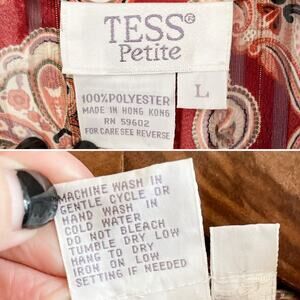 TESS®
Petite
L
100% POLYESTER
MADE IN HONG KONG
RN 59602
FOR CARE SEE REVERSE
MACHINE WASH IN
GENTLE CYCLE OR
HAND WASH IN
COLD WATER
DO NOT BLEACH
TUMBLE DRY LOW
HANG TO DRY
IRON ON LOW
SETTING IF NEEDED